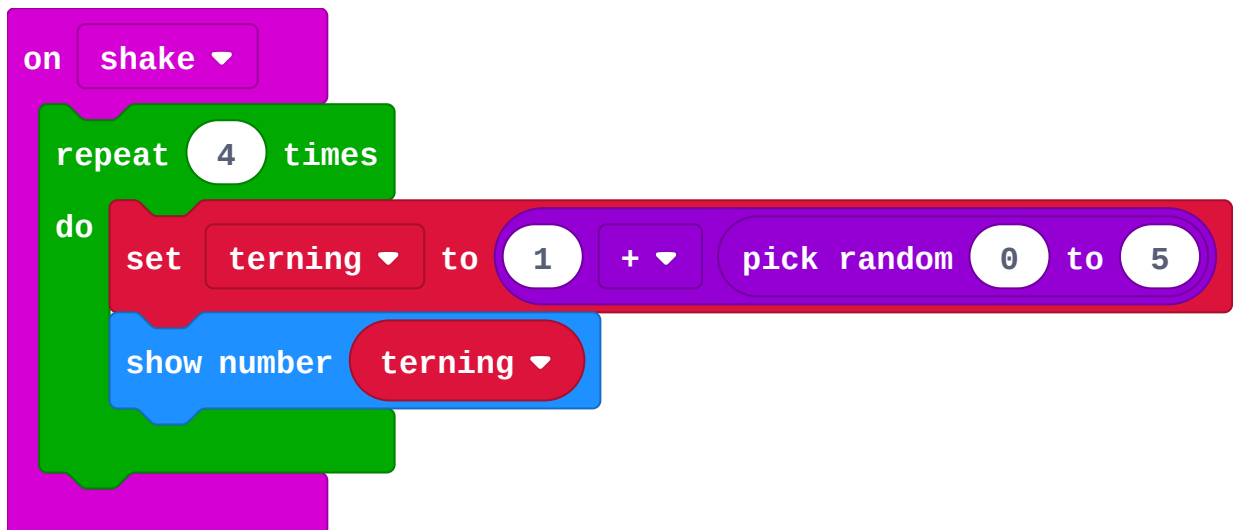 on shake
repeat 4 times
do
set terning to 1 + pick random 0 to 5
show number terning